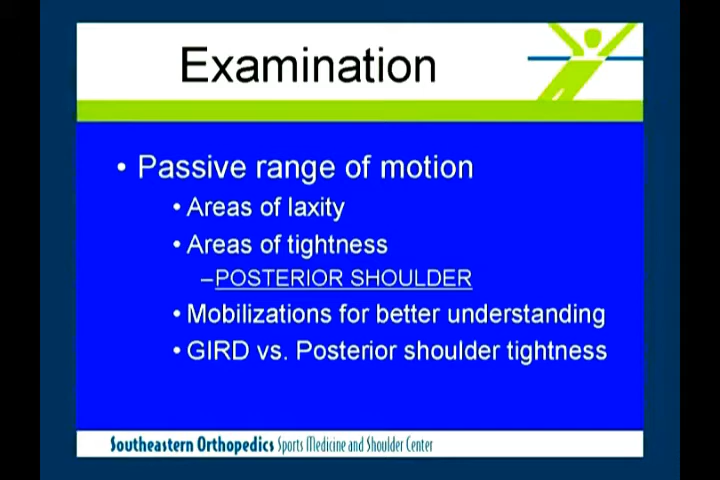 Examination
• Passive range of motion
• Areas of laxity
• Areas of tightness
–POSTERIOR SHOULDER
• Mobilizations for better understanding
• GIRD vs. Posterior shoulder tightness
Southeastern Orthopedics Sports Medicine and Shoulder Center